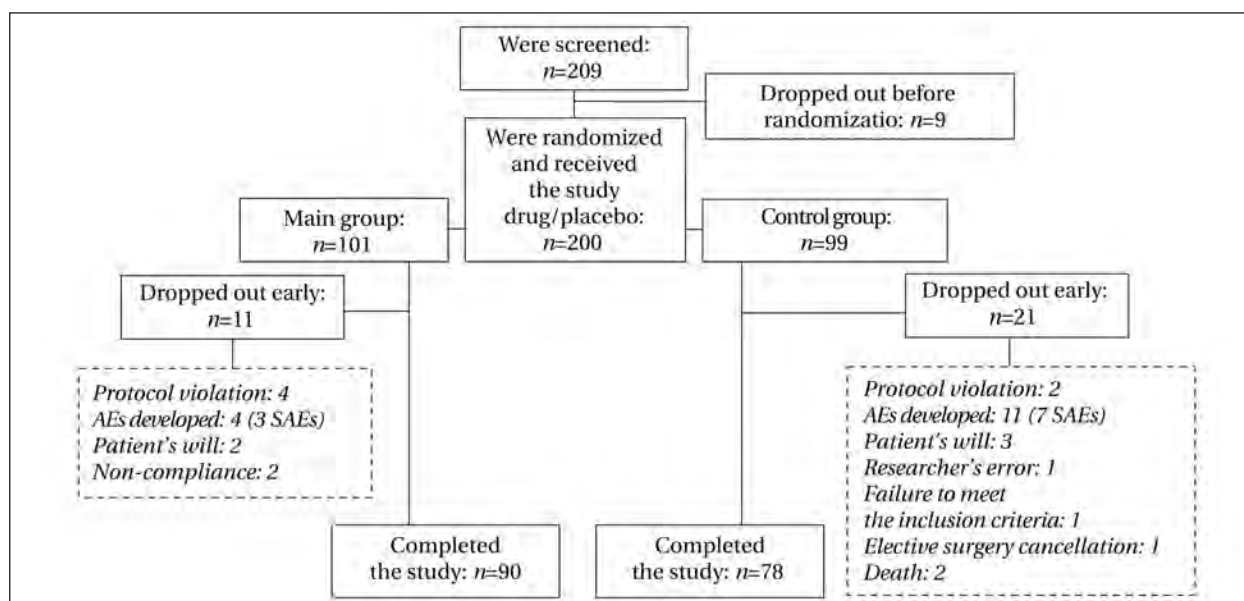 Were screened:
n=209
Dropped out before
randomizatio: n=9
Were randomized
and received
the study
drug/placebo:
n=200
Main group:
n=101
Control group:
n=99
Dropped out early:
n=11
Dropped out early:
n=21
Protocol violation: 4
AEs developed: 4 (3 SAEs)
Patient's will: 2
Non-compliance: 2
Protocol violation: 2
AEs developed: 11 (7 SAEs)
Patient's will: 3
Researcher's error: 1
Failure to meet
the inclusion criteria: 1
Elective surgery cancellation: 1
Death: 2
Completed
the study: n=90
Completed
the study: n=78